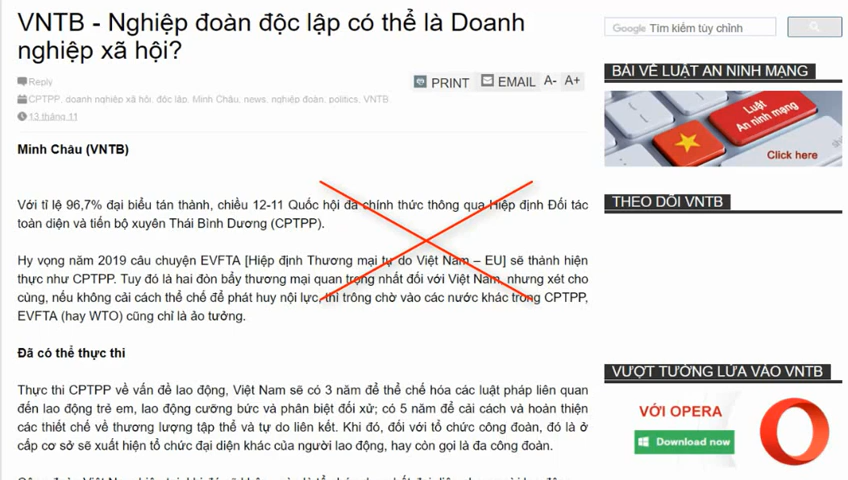 VNTB - Nghiệp đoàn độc lập có thể là Doanh
nghiệp xã hội?
Reply
PRINT EMAIL A- A+
CPTPP, doanh nghiệp xã hội, độc lập, Minh Châu, news, nghiệp đoàn, politics, VNTB
13 tháng 11
Minh Châu (VNTB)
Với tỉ lệ 96,7% đại biểu tán thành, chiều 12-11 Quốc hội đã chính thức thông qua Hiệp định Đối tác
toàn diện và tiến bộ xuyên Thái Bình Dương (CPTPP).
Hy vọng năm 2019 câu chuyện EVFTA [Hiệp định Thương mại tự do Việt Nam – EU] sẽ thành hiện
thực như CPTPP. Tuy đó là hai đòn bẩy thương mại quan trọng nhất đối với Việt Nam, nhưng xét cho
cùng, nếu không cải cách thể chế để phát huy nội lực, thì trông chờ vào các nước khác trong CPTPP,
EVFTA (hay WTO) cũng chỉ là ảo tưởng.
Đã có thể thực thi
Thực thi CPTPP về vấn đề lao động, Việt Nam sẽ có 3 năm để thể chế hóa các luật pháp liên quan
đến lao động trẻ em, lao động cưỡng bức và phân biệt đối xử; có 5 năm để cải cách và hoàn thiện
các thiết chế về thương lượng tập thể và tự do liên kết. Khi đó, đối với tổ chức công đoàn, đó là ở
cấp cơ sở sẽ xuất hiện tổ chức đại diện khác của người lao động, hay còn gọi là đa công đoàn.
Google Tìm kiếm tùy chỉnh
BÀI VỀ LUẬT AN NINH MẠNG
Luật
An ninh mạng
Click here
THEO DÕI VNTB
VƯỢT TƯỜNG LỬA VÀO VNTB
VỚI OPERA
Download now